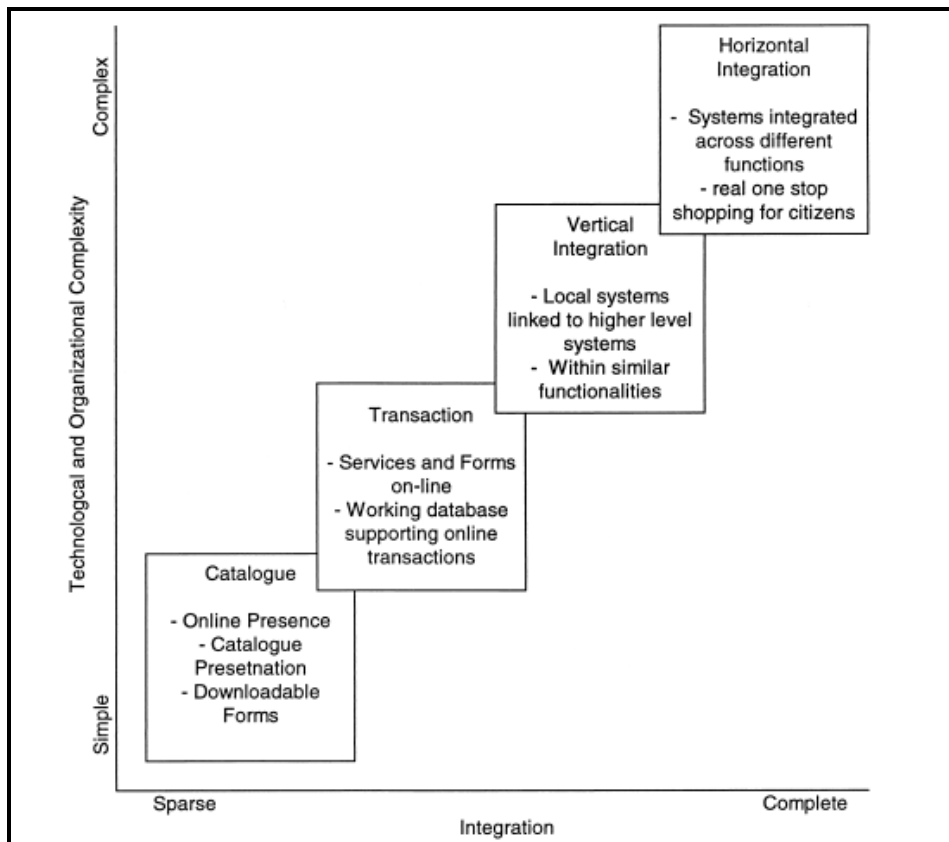 Complex
Technologcal and Organizational Complexity
Simple
Horizontal
Integration
- Systems integrated
across different
functions
- real one stop
shopping for citizens
Vertical
Integration
- Local systems
linked to higher level
systems
- Within similar
functionalities
Transaction
- Services and Forms
on-line
- Working database
supporting online
transactions
Catalogue
- Online Presence
- Catalogue
Presetnation
- Downloadable
Forms
Sparse
Complete
Integration